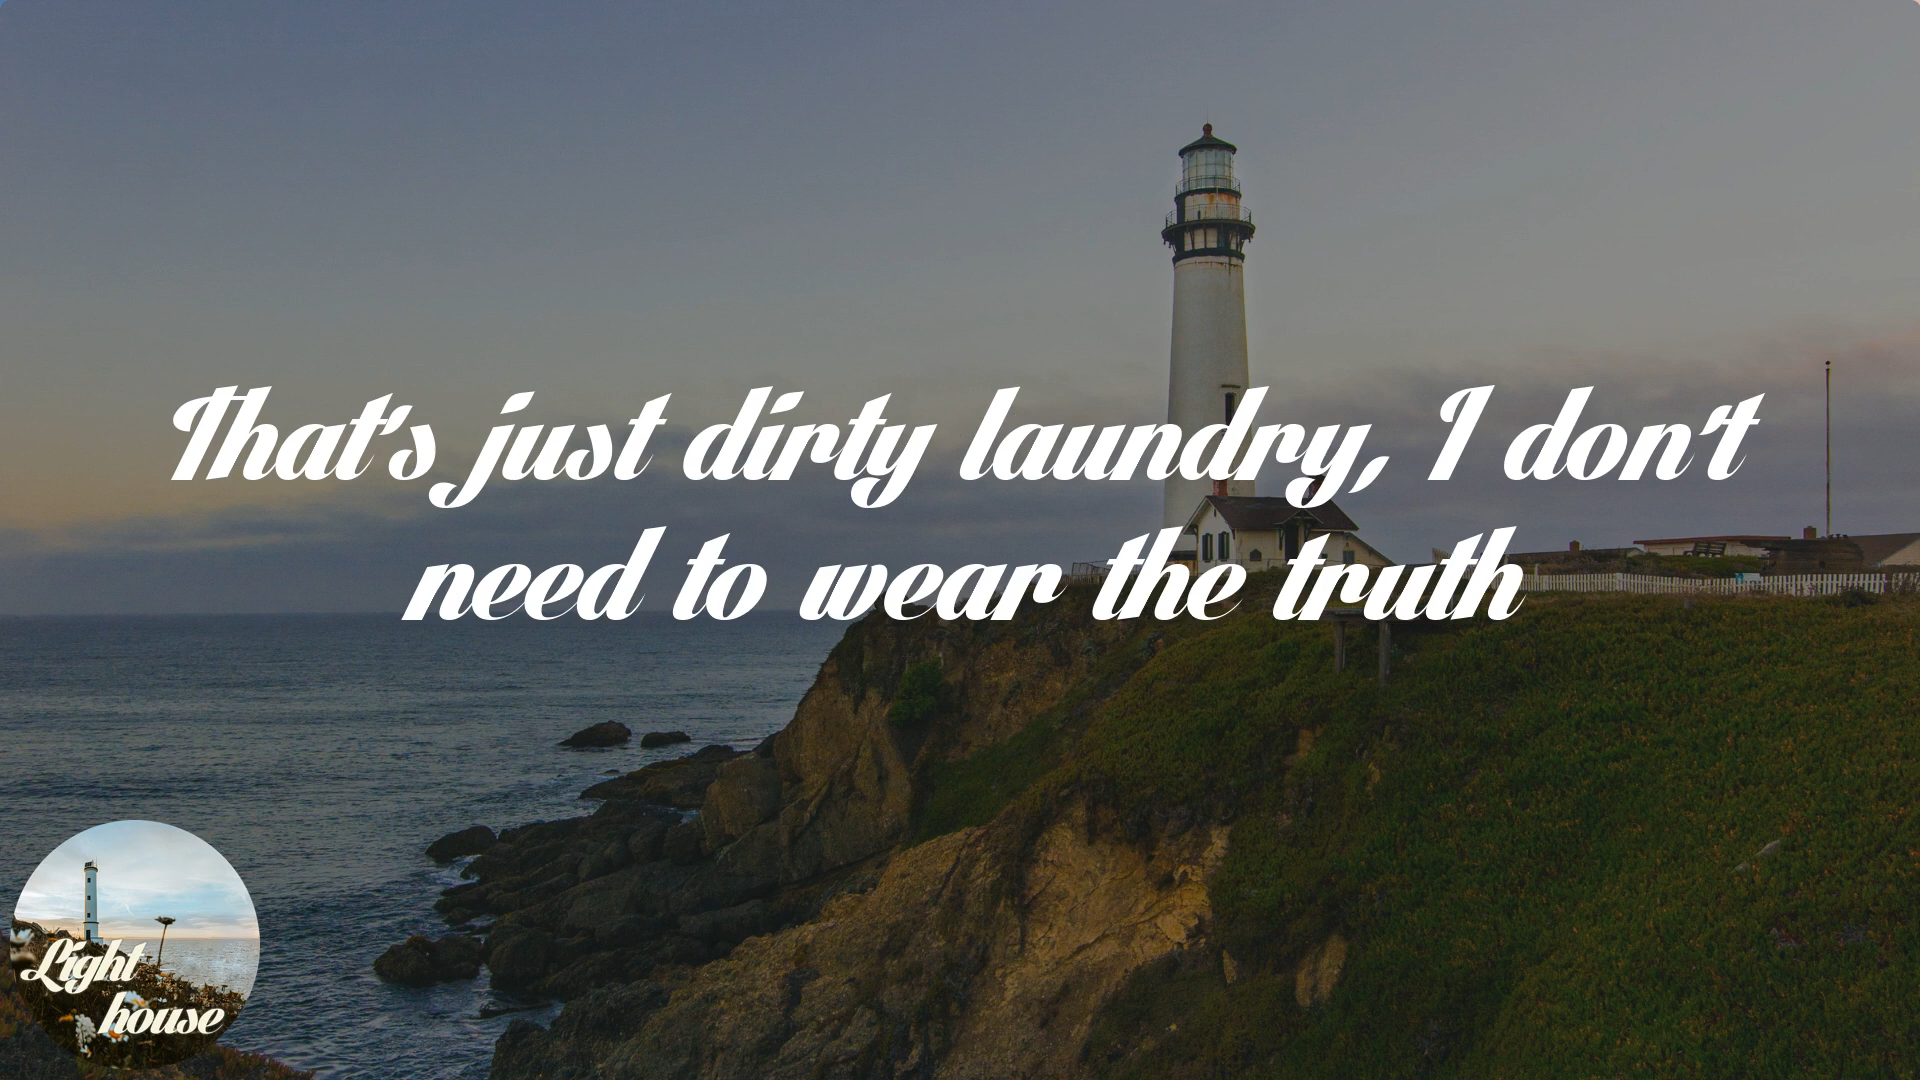 That's just dirty laundry, I don't
need to wear the truth
Light
house